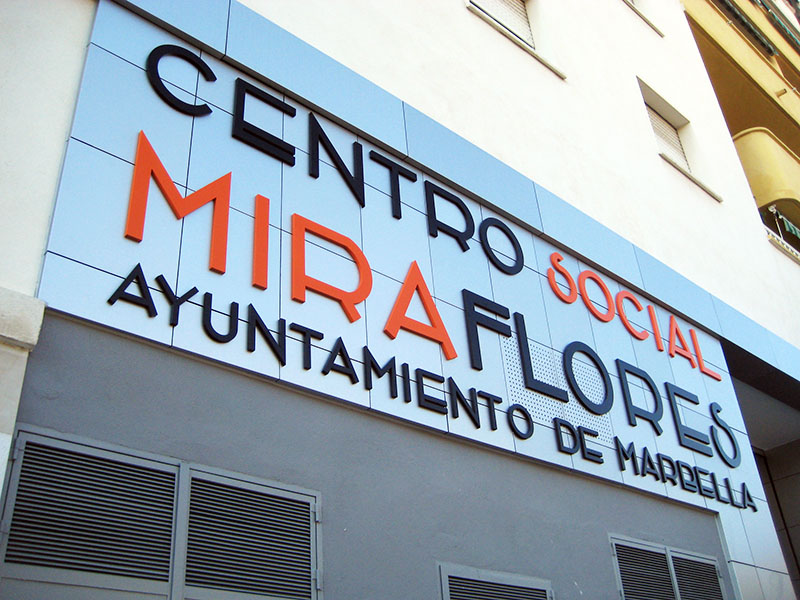 CENTRO SOCIAL
MIRAFLORES
AYUNTAMIENTO DE MARBELLA